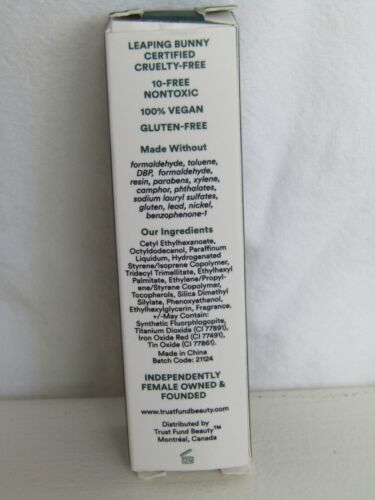 LEAPING BUNNY
CERTIFIED
CRUELTY-FREE
10-FREE
NONTOXIC
100% VEGAN
GLUTEN-FREE
Made Without
formaldehyde, toluene,
DBP, formaldehyde,
resin, parabens, xylene,
camphor, phthalates,
sodium lauryl sulfates,
gluten, lead, nickel,
benzophenone-1
Our Ingredients
Cetyl Ethylhexanoate,
Octyldodecanol, Paraffinum
Liquidum, Hydrogenated
Styrene/Isoprene Copolymer,
Tridecyl Trimellitate, Ethylhexyl
Palmitate, Ethylene/Propyl-
ene/Styrene Copolymer,
Tocopherols, Silica Dimethyl
Silylate, Phenoxyethanol,
Ethylhexylglycerin, Fragrance.
+/-May Contain:
Synthetic Fluorphlogopite,
Titanium Dioxide (CI 77891),
Iron Oxide Red (CI 77491),
Tin Oxide (CI 77861).
Made in China
Batch Code: 21124
INDEPENDENTLY
FEMALE OWNED &
FOUNDED
www.trustfundbeauty.com
Distributed by
Trust Fund Beauty™
Montréal, Canada